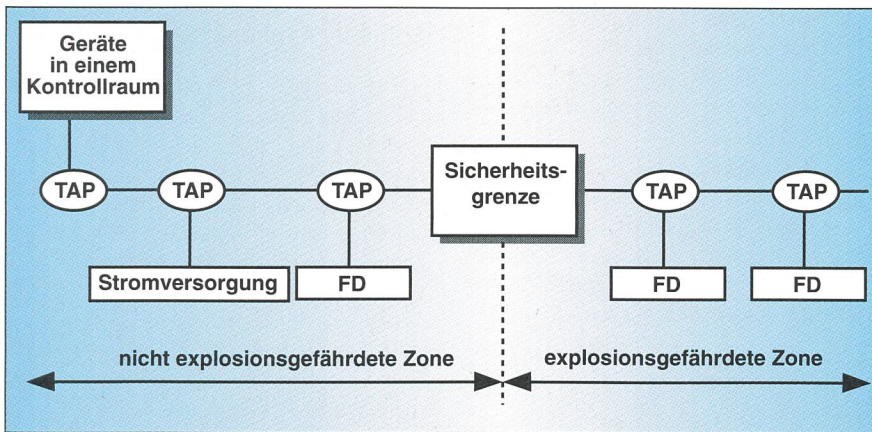 Geräte
in einem
Kontrollraum
TAP
TAP
TAP
Sicherheits-
grenze
TAP
TAP
Stromversorgung
FD
FD
FD
nicht explosionsgefährdete Zone
explosionsgefährdete Zone